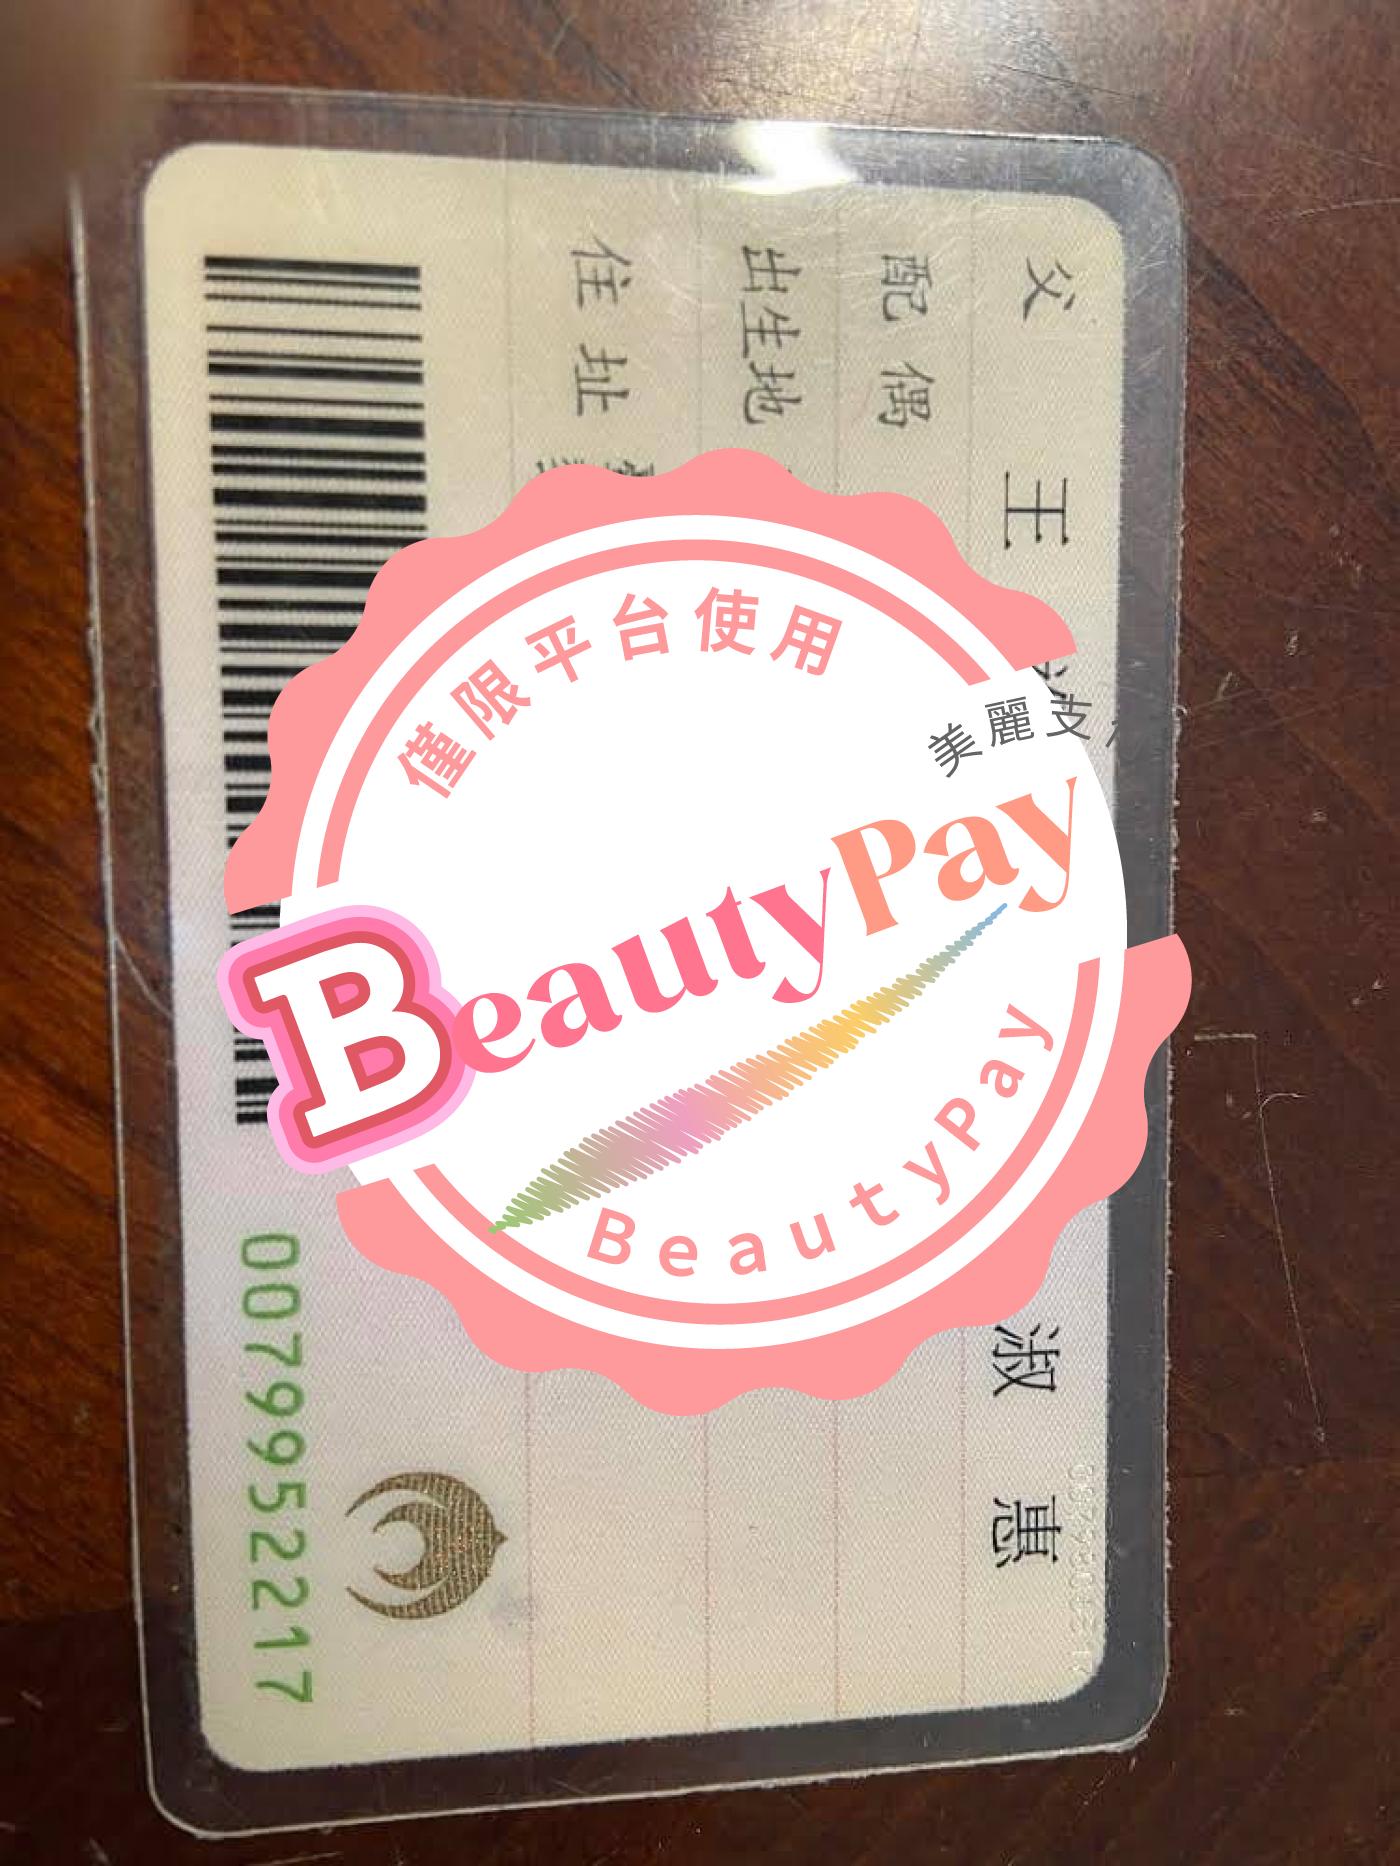 父 王 淑 惠
配偶
出生地
住址
0079952217
僅限平台使用
美麗支
BeautyPay
BeautyPay